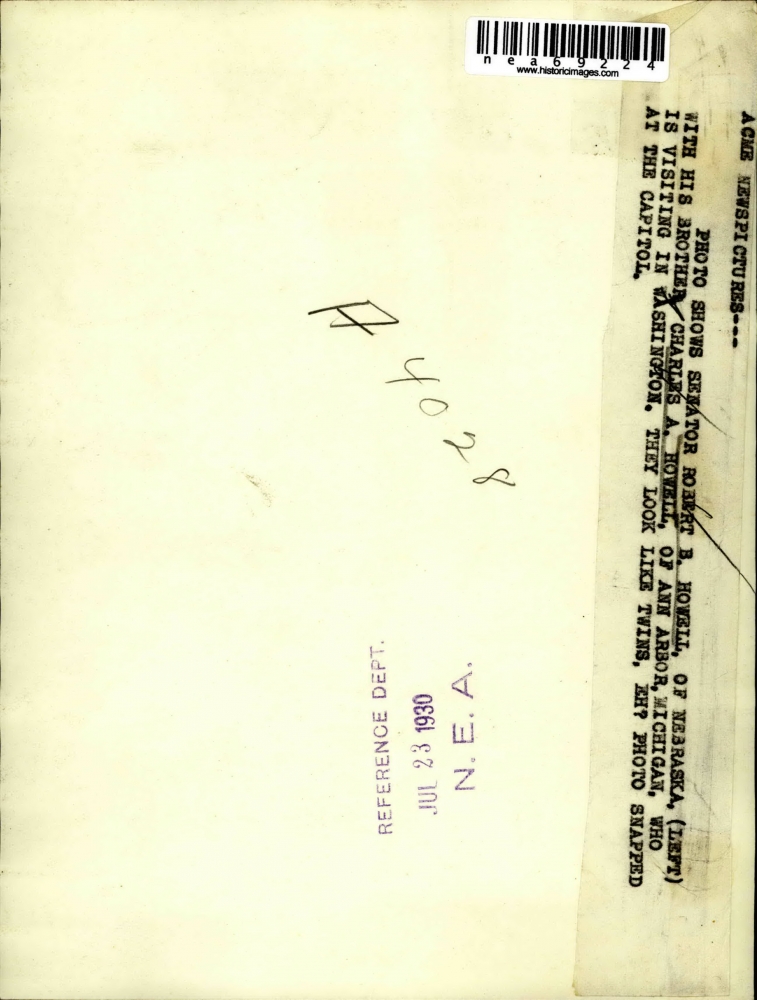 nea69224
www.historicimages.com
ACME NEWSPICTURES---
PHOTO SHOWS SENATOR ROBERT B. HOWELL, OF NEBRASKA, (LEFT)
WITH HIS BROTHER CHARLES A. HOWELL, OF ANN ARBOR, MICHIGAN, WHO
IS VISITING IN WASHINGTON. THEY LOOK LIKE TWINS, EH? PHOTO SNAPPED
AT THE CAPITOL.
REFERENCE DEPT.
JUL 23 1930
N. E. A.